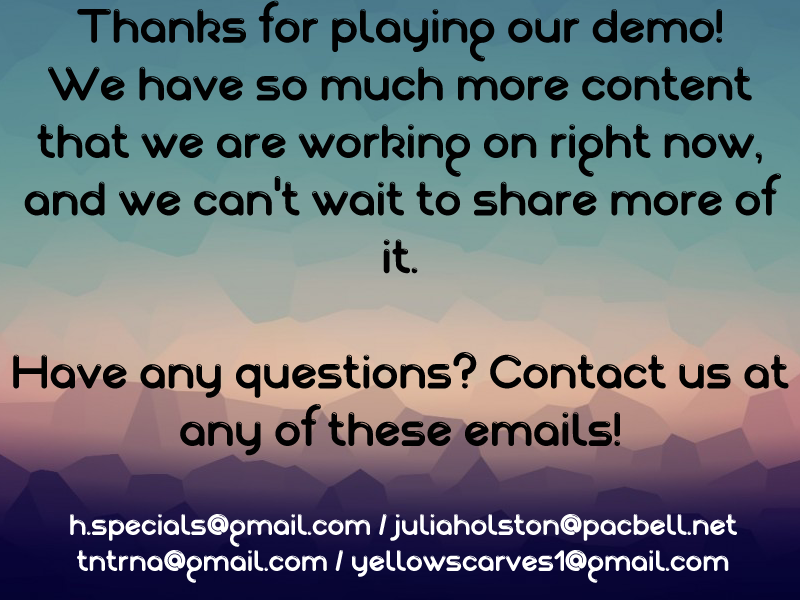 Thanks for playing our demo!
We have so much more content
that we are working on right now,
and we can't wait to share more of
it.
Have any questions? Contact us at
any of these emails!
h.specials@gmail.com / juliaholston@pacbell.net
tntrna@gmail.com / yellowscarves1@gmail.com